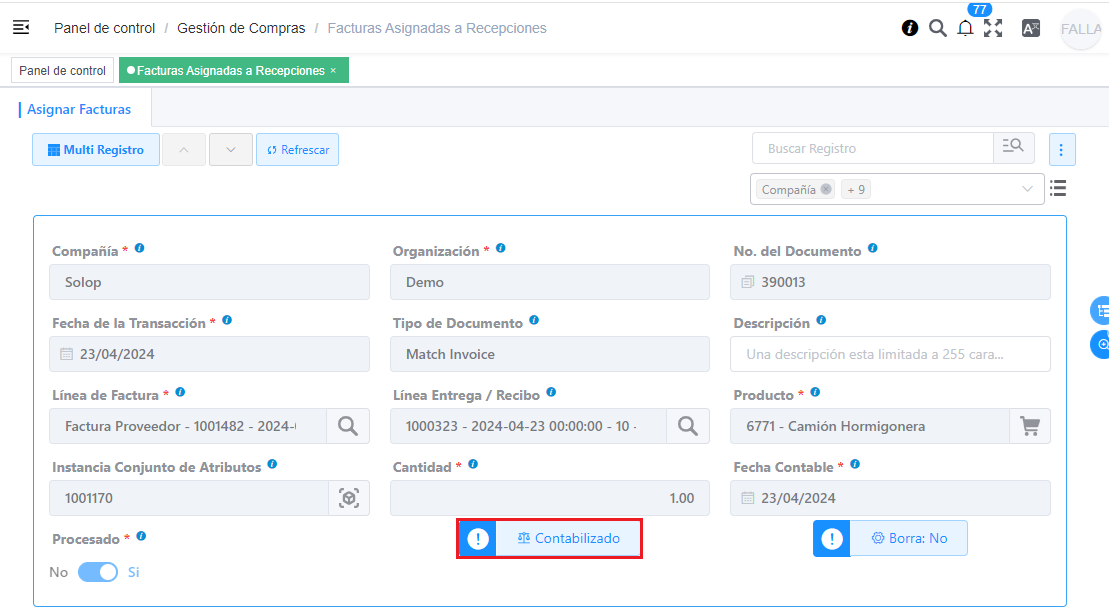 77
Panel de control / Gestión de Compras / Facturas Asignadas a Recepciones
FALLA
Panel de control
Facturas Asignadas a Recepciones ×
Asignar Facturas
Multi Registro
Refrescar
Buscar Registro
Compañía
+ 9
Compañía *
Organización *
No. del Documento
Solop
Demo
390013
Fecha de la Transacción *
Tipo de Documento
Descripción
23/04/2024
Match Invoice
Una descripción esta limitada a 255 cara...
Línea de Factura *
Línea Entrega / Recibo
Producto *
Factura Proveedor - 1001482 - 2024-
1000323 - 2024-04-23 00:00:00 - 10 -
6771 - Camión Hormigonera
Instancia Conjunto de Atributos
Cantidad *
Fecha Contable *
1001170
1.00
23/04/2024
Procesado *
Contabilizado
Borra: No
No
Si